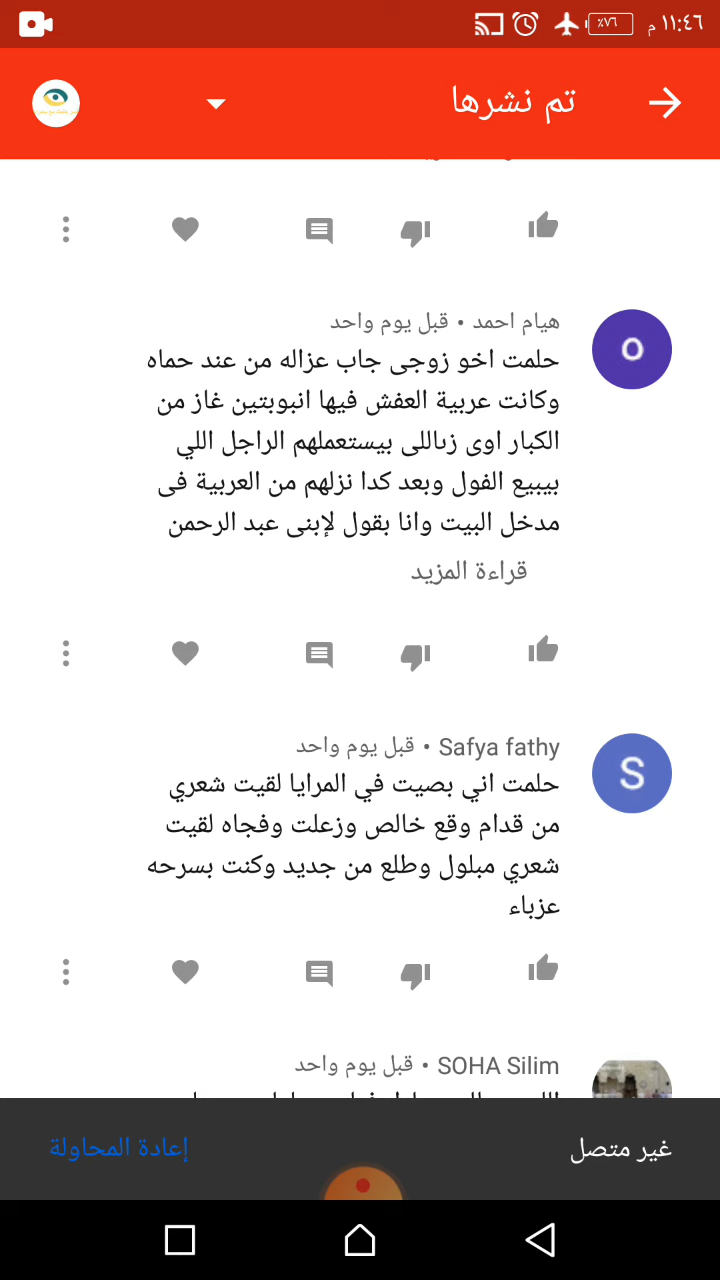 ١١:٤٦ م
٪٧٦
تم نشرها
هيام احمد • قبل يوم واحد
حلمت اخو زوجى جاب عزاله من عند حماه
وكانت عربية العفش فيها انبوبتين غاز من
الكبار اوى زىاللى بيستعملهم الراجل اللي
بيبيع الفول وبعد كدا نزلهم من العربية فى
مدخل البيت وانا بقول لإبنى عبد الرحمن
قراءة المزيد
Safya fathy • قبل يوم واحد
حلمت اني بصيت في المرايا لقيت شعري
من قدام وقع خالص وزعلت وفجاه لقيت
شعري مبلول وطلع من جديد وكنت بسرحه
عزباء
SOHA Silim • قبل يوم واحد
غير متصل
إعادة المحاولة